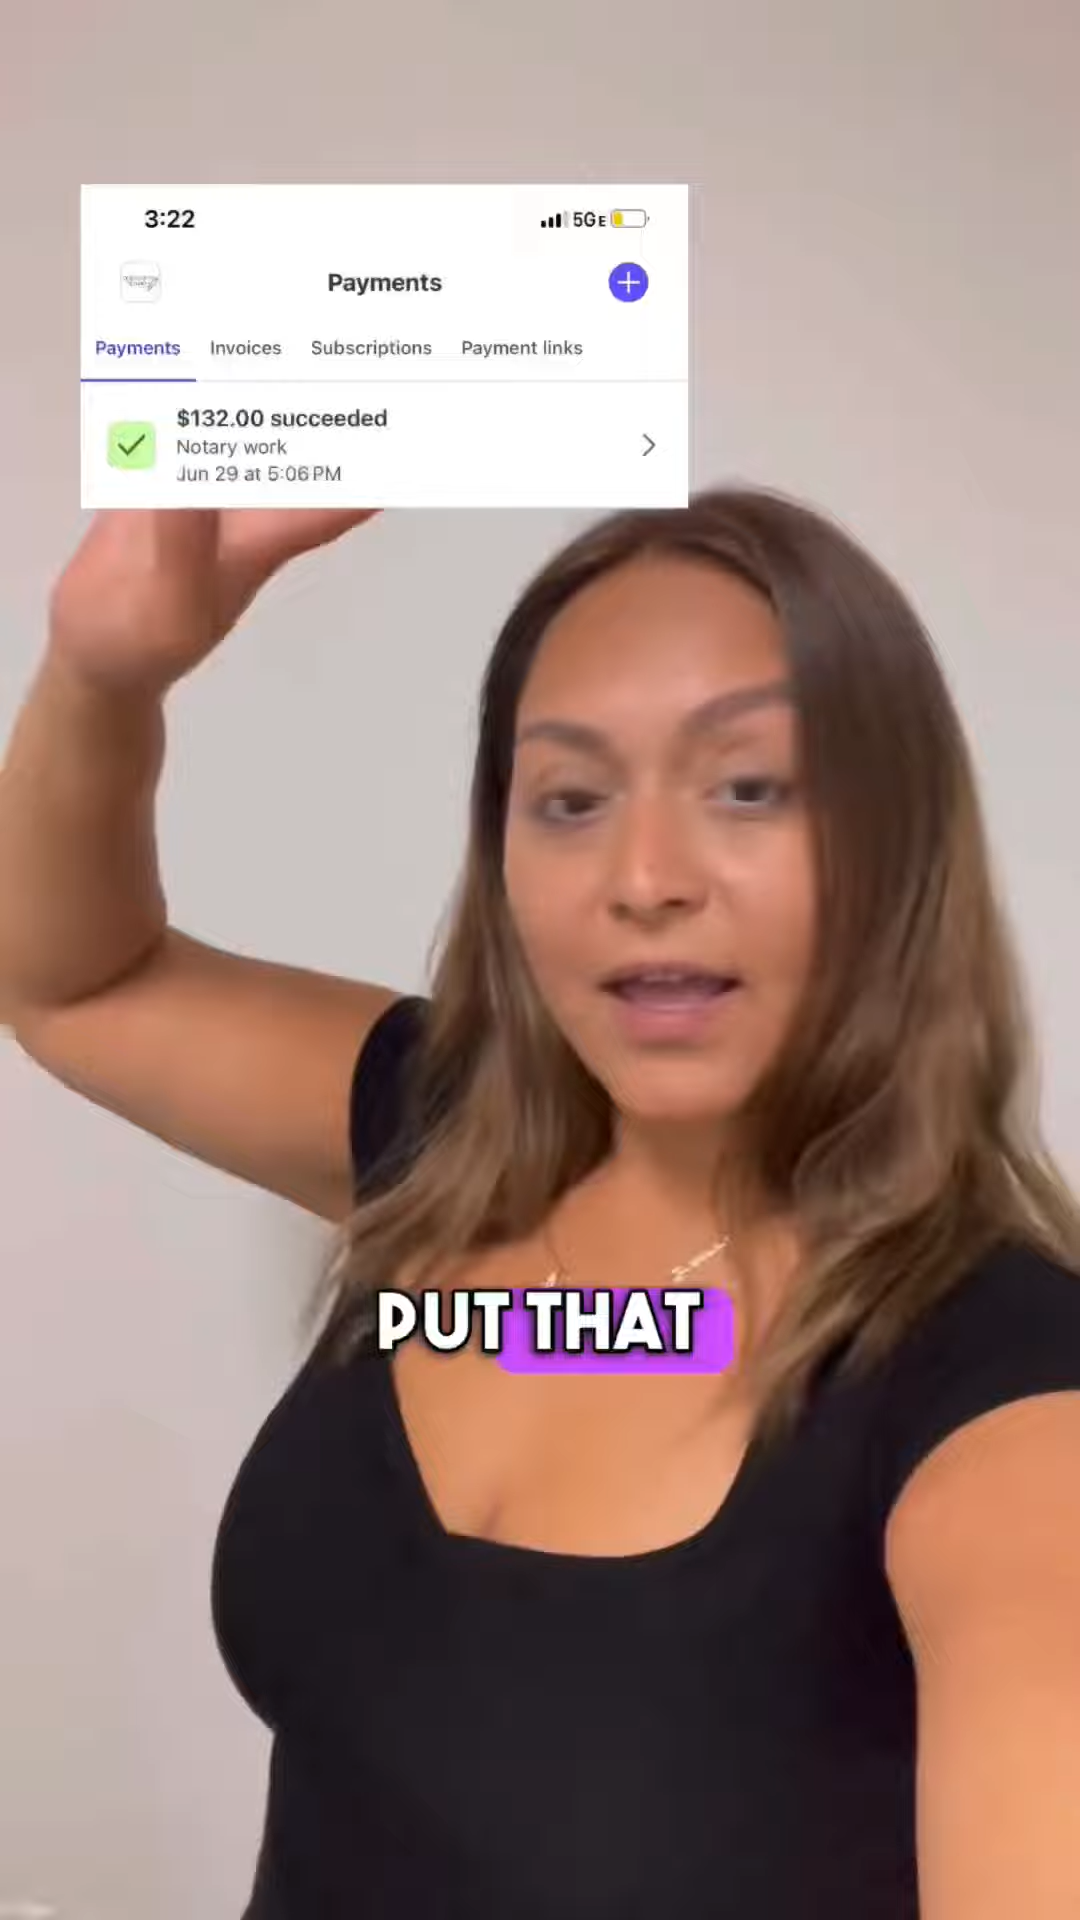 3:22 5GE
Payments
Payments Invoices Subscriptions Payment links
$132.00 succeeded
Notary work
Jun 29 at 5:06 PM
PUT THAT